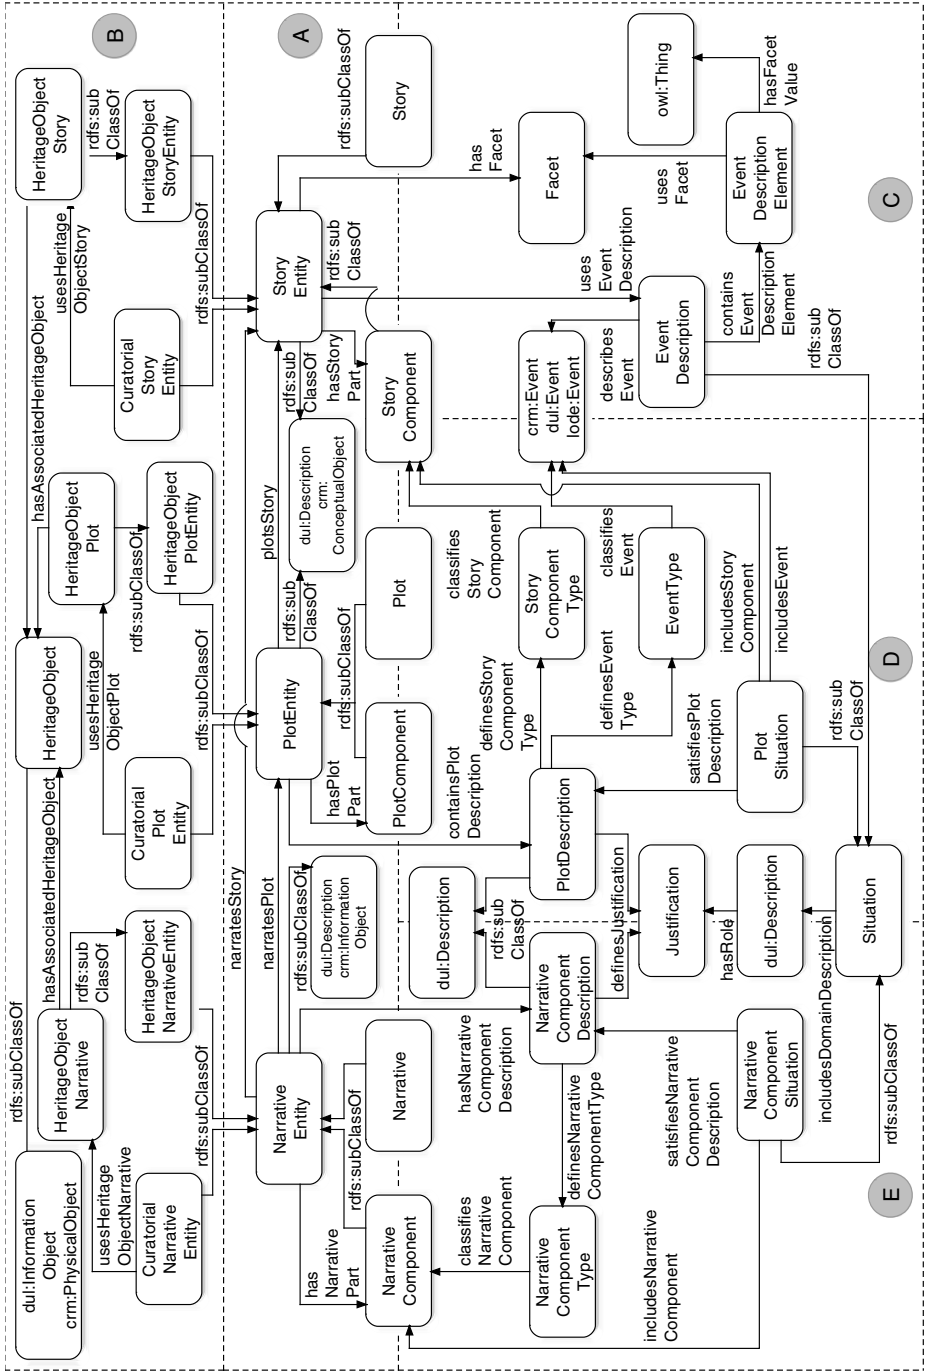 B
HeritageObject
Story
rdfs:sub
ClassOf
HeritageObject
StoryEntity
usesHeritage
ObjectStory
rdfs:subClassOf
Curatorial
Story
Entity
hasAssociatedHeritageObject
HeritageObject
Plot
rdfs:subClassOf
HeritageObject
PlotEntity
HeritageObject
usesHeritage
ObjectPlot
rdfs:subClassOf
Curatorial
Plot
Entity
hasAssociatedHeritageObject
HeritageObject
NarrativeEntity
rdfs:sub
ClassOf
HeritageObject
Narrative
rdfs:subClassOf
rdfs:subClassOf
usesHeritage
ObjectNarrative
Curatorial
Narrative
Entity
dul:Information
Object
crm:PhysicalObject
A
Story
rdfs:subClassOf
has
Facet
Story
Entity
rdfs:sub
ClassOf
rdfs:sub
ClassOf
hasStory
Part
Story
Component
dul:Description
crm:
ConceptualObject
plotsStory
rdfs:sub
ClassOf
Plot
rdfs:subClassOf
PlotEntity
hasPlot
Part
PlotComponent
narratesStory
narratesPlot
rdfs:subClassOf
dul:Description
crm:Information
Object
Narrative
Entity
Narrative
rdfs:subClassOf
has
Narrative
Part
Narrative
Component
C
owl:Thing
hasFacet
Value
Facet
uses
Facet
Event
Description
Element
uses
Event
Description
contains
Event
Description
Element
Event
Description
describes
Event
rdfs:sub
ClassOf
crm:Event
dul:Event
lode:Event
D
classifies
Story
Component
classifies
Event
Story
Component
Type
EventType
includesStory
Component
includesEvent
definesStory
Component
Type
definesEvent
Type
containsPlot
Description
PlotDescription
satisfiesPlot
Description
Plot
Situation
rdfs:sub
ClassOf
dul:Description
rdfs:sub
ClassOf
definesJustification
Justification
hasRole
dul:Description
includesDomainDescription
Situation
E
Narrative
Component
Description
hasNarrative
Component
Description
definesNarrative
ComponentType
satisfiesNarrative
Component
Description
Narrative
Component
Situation
rdfs:subClassOf
classifies
Narrative
Component
Narrative
Component
Type
includesNarrative
Component